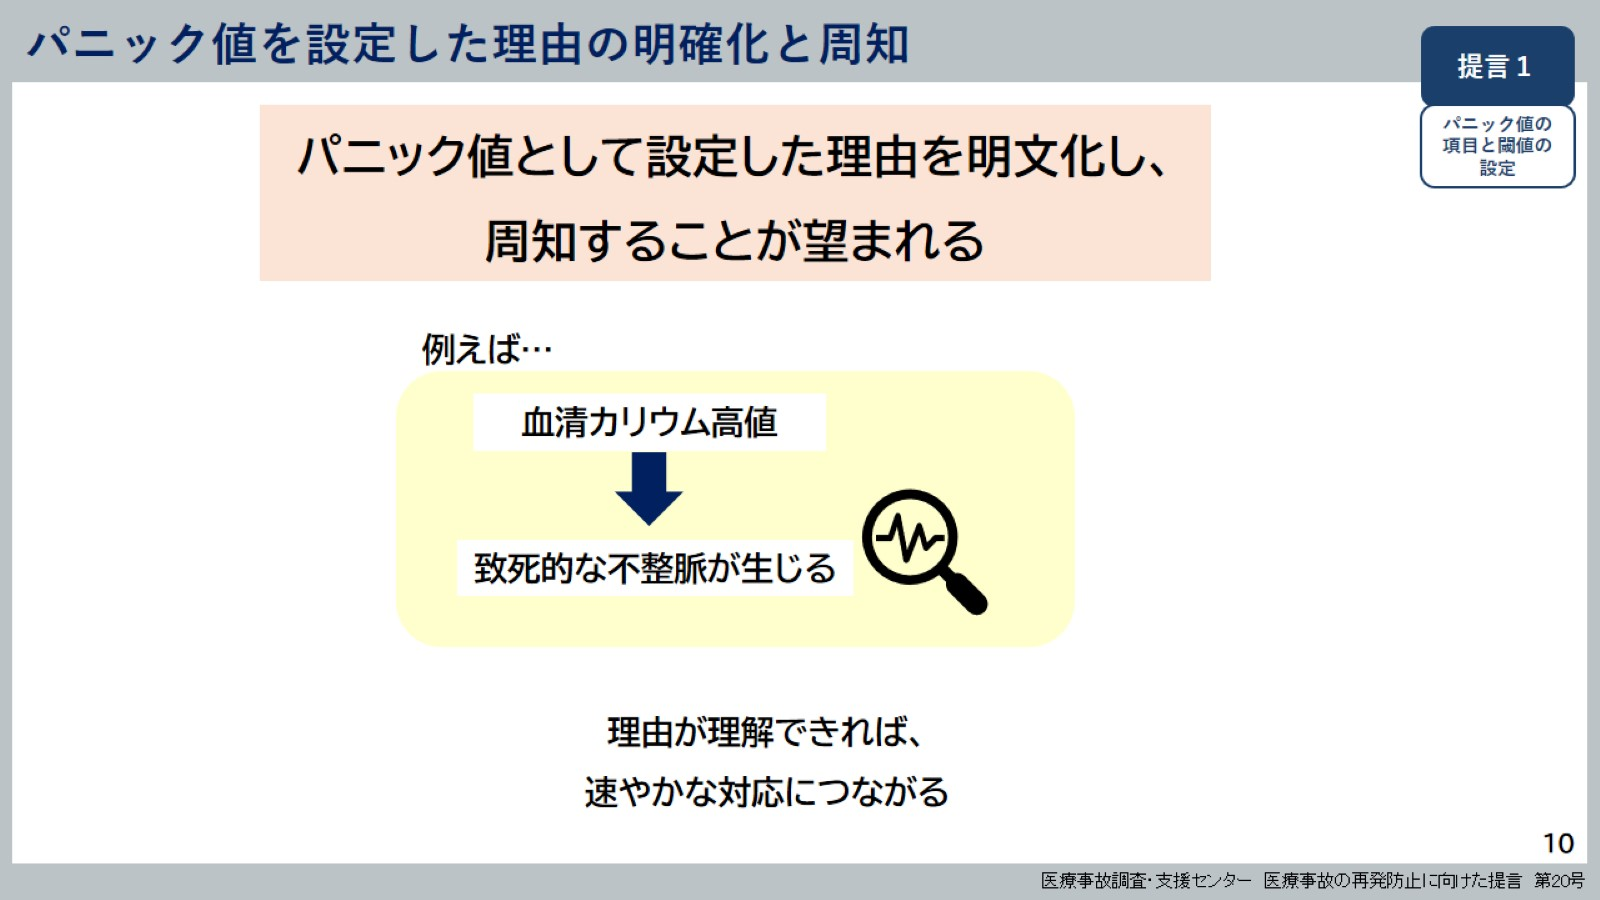 パニック値を設定した理由の明確化と周知
提言 1
パニック値の
項目と閾値の
設定
パニック値として設定した理由を明文化し、
周知することが望まれる
例えば…
血清カリウム高値
致死的な不整脈が生じる
理由が理解できれば、
速やかな対応につながる
10
医療事故調査・支援センター　医療事故の再発防止に向けた提言　第20号